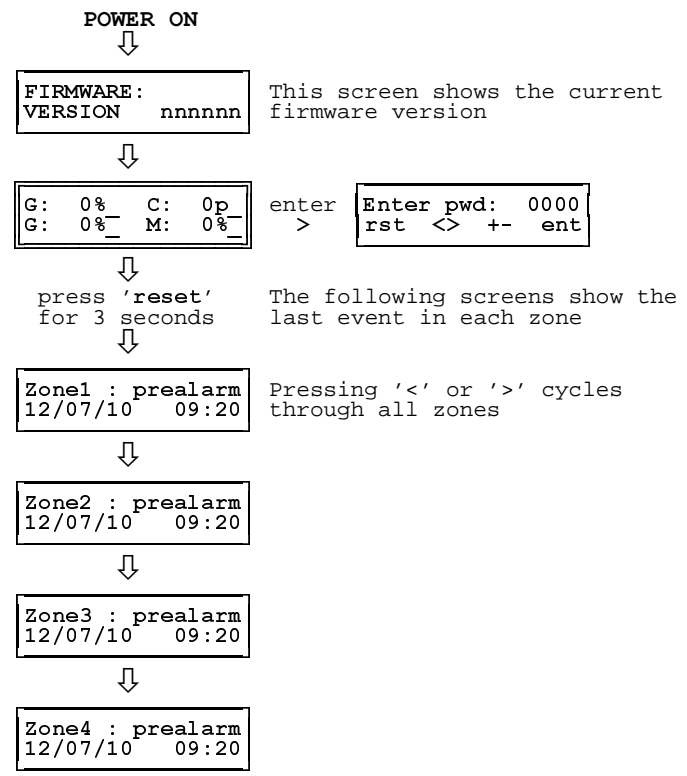 POWER ON
FIRMWARE:
VERSION nnnnnn
This screen shows the current
firmware version
G: 0%_ C: 0p_
G: 0%_ M: 0%_
enter
>
Enter pwd: 0000
rst <> +- ent
press 'reset'
for 3 seconds
The following screens show the
last event in each zone
Zone1 : prealarm
12/07/10 09:20
Pressing '<' or '>' cycles
through all zones
Zone2 : prealarm
12/07/10 09:20
Zone3 : prealarm
12/07/10 09:20
Zone4 : prealarm
12/07/10 09:20